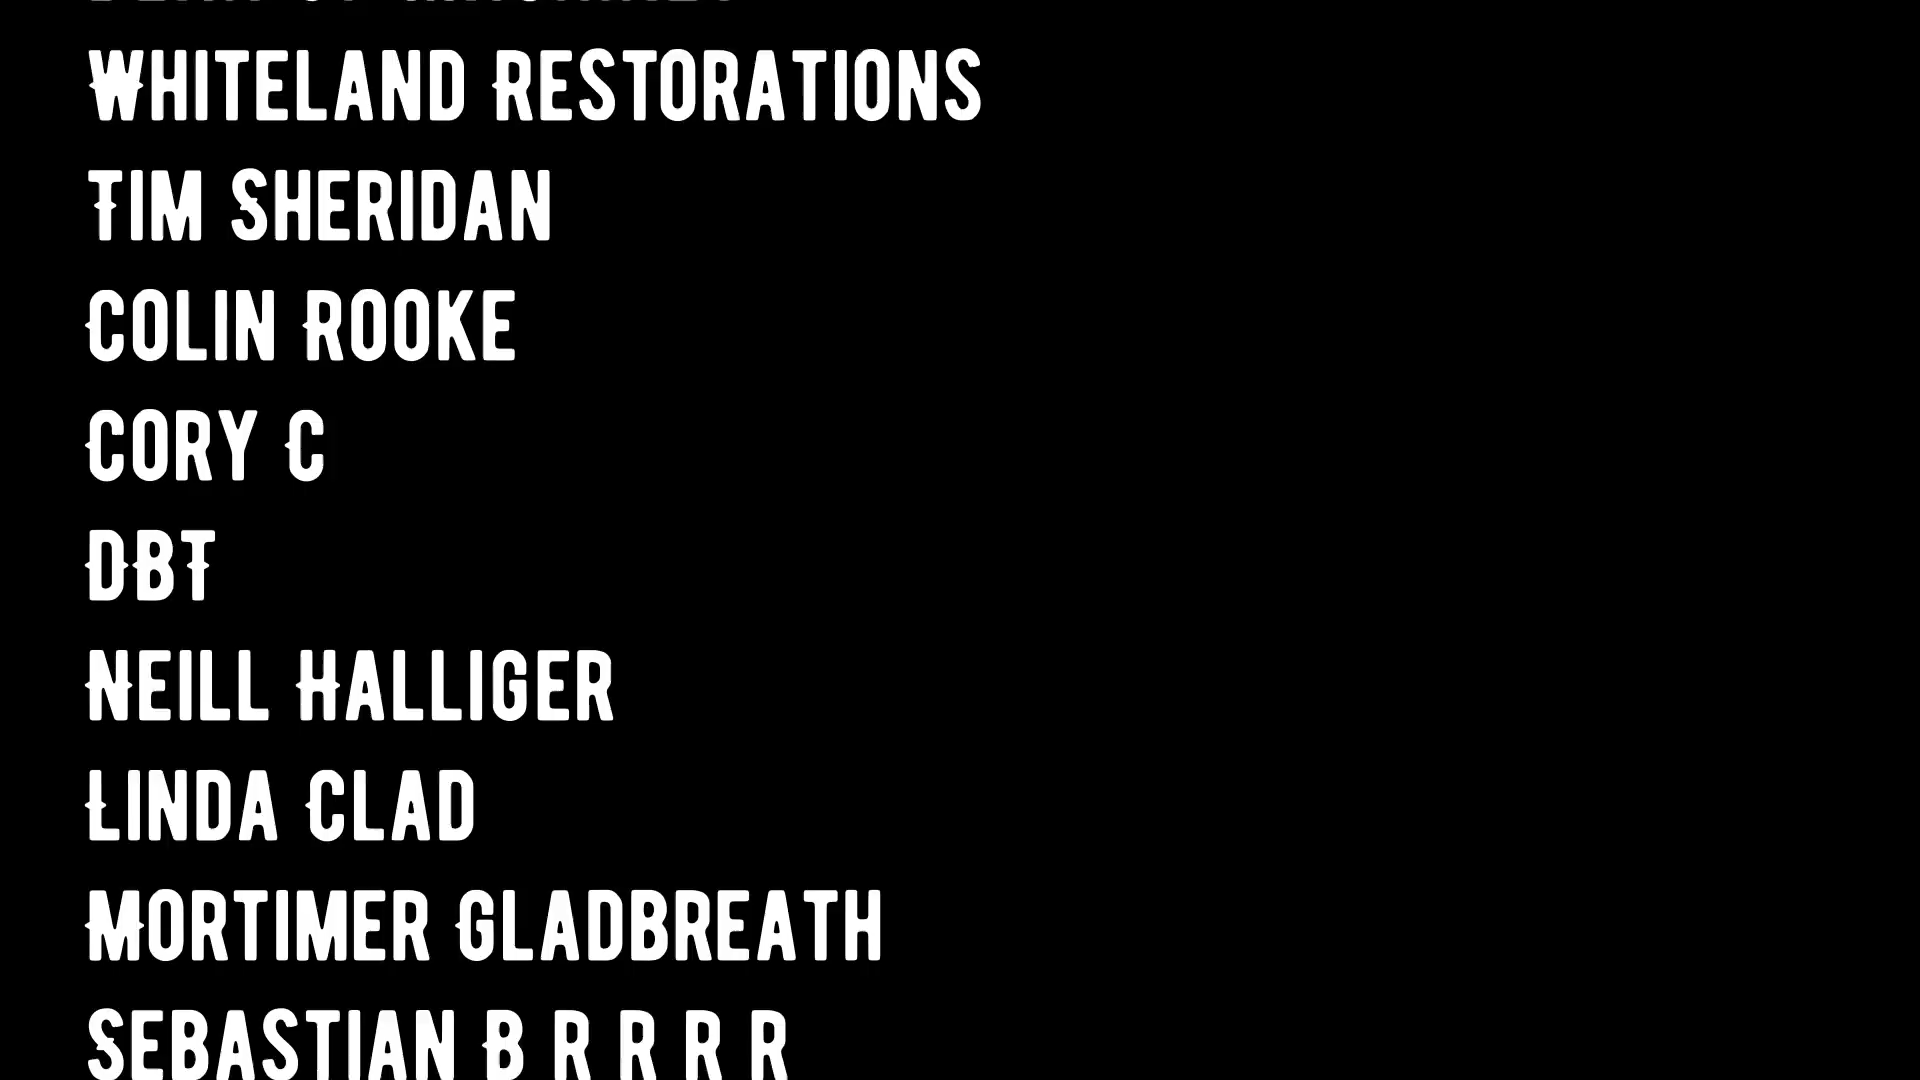 Whiteland Restorations
Tim Sheridan
Colin Rooke
Cory C
DBT
Neill Halliger
Linda Clad
Mortimer Gladbreath
Sebastian B r r r r